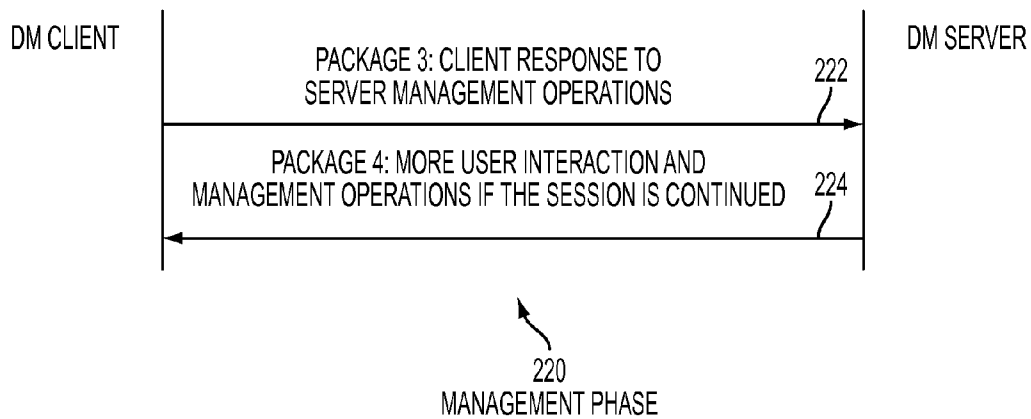 DM CLIENT
DM SERVER
PACKAGE 3: CLIENT RESPONSE TO
SERVER MANAGEMENT OPERATIONS
222
PACKAGE 4: MORE USER INTERACTION AND
MANAGEMENT OPERATIONS IF THE SESSION IS CONTINUED
224
220
MANAGEMENT PHASE